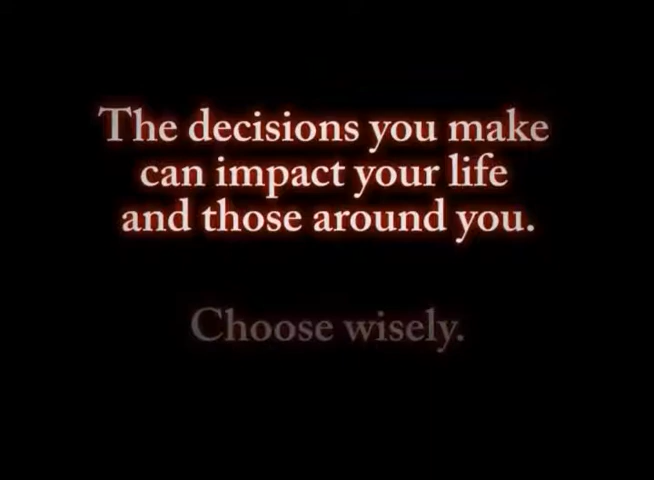 The decisions you make
can impact your life
and those around you.
Choose wisely.